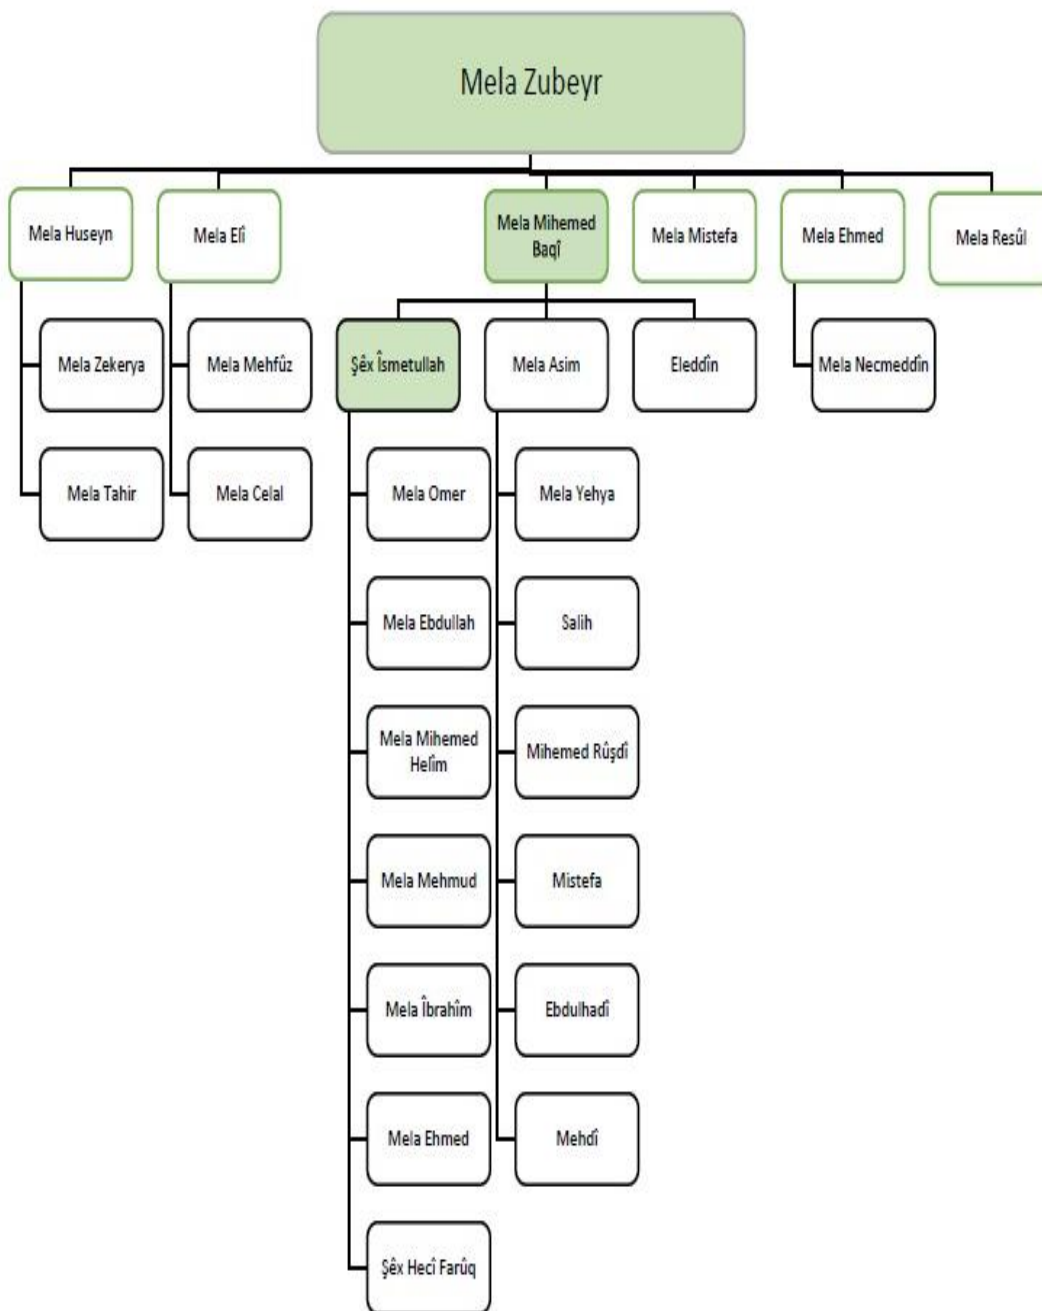 Mela Zubeyr
Mela Huseyn
Mela Elî
Mela Mihemed
Baqî
Mela Mistefa
Mela Ehmed
Mela Resûl
Mela Zekerya
Mela Mehfûz
Şêx Îsmetullah
Mela Asim
Eleddîn
Mela Necmeddîn
Mela Tahir
Mela Celal
Mela Omer
Mela Yehya
Mela Ebdullah
Salih
Mela Mihemed
Helîm
Mihemed Rûşdî
Mela Mehmud
Mistefa
Mela Îbrahîm
Ebdulhadî
Mela Ehmed
Mehdî
Şêx Hecî Farûq